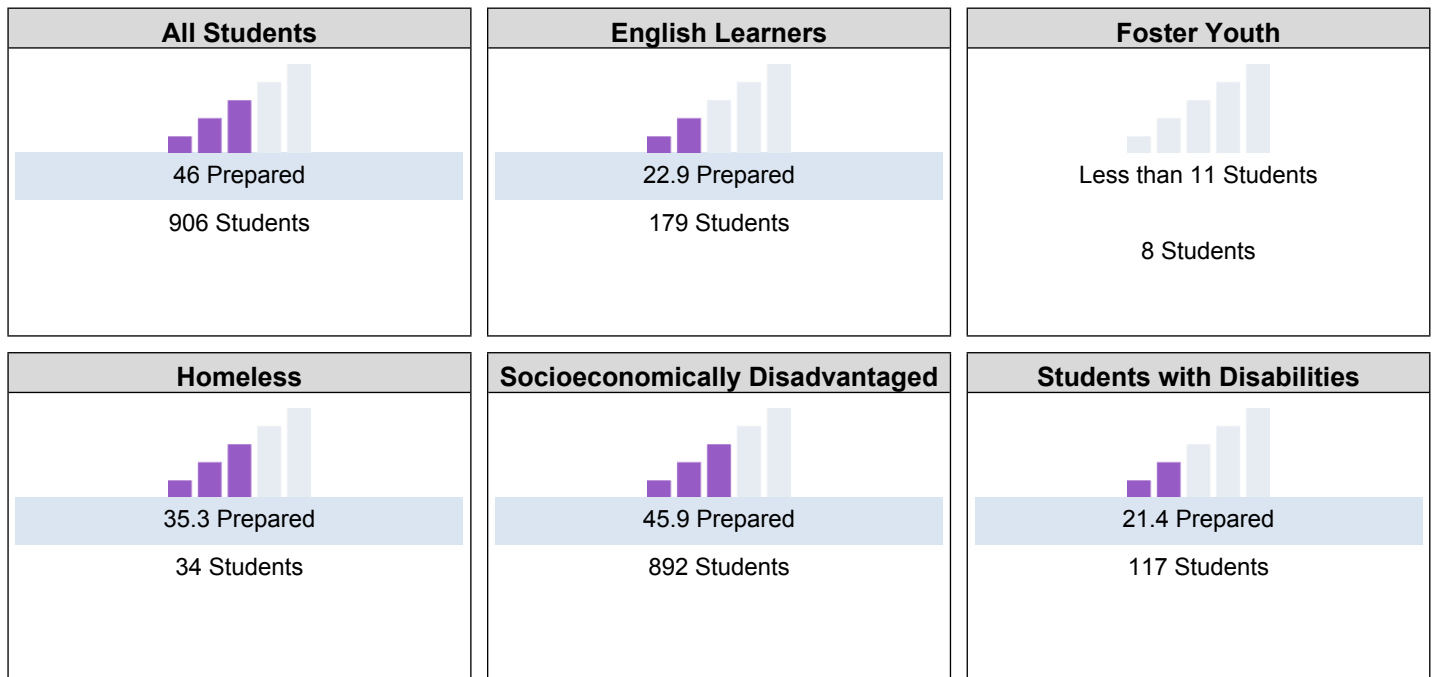 All Students
46 Prepared
906 Students
English Learners
22.9 Prepared
179 Students
Foster Youth
Less than 11 Students
8 Students
Homeless
35.3 Prepared
34 Students
Socioeconomically Disadvantaged
45.9 Prepared
892 Students
Students with Disabilities
21.4 Prepared
117 Students